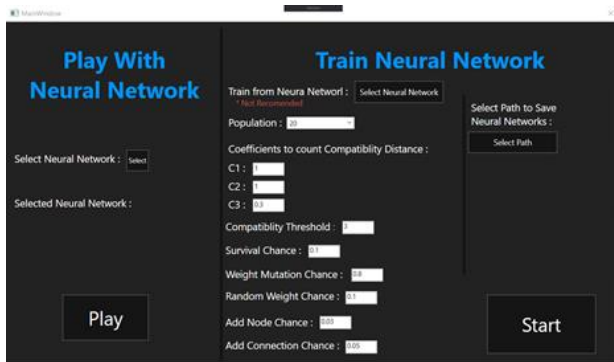 MainWindow
Play With
Neural Network
Select Neural Network :
Select
Selected Neural Network :
Play
Train Neural Network
Train from Neura Networl :
Select Neural Network
* Not Recomended
Population :
20
Coefficients to count Compatiblity Distance :
C1 :
1
C2 :
1
C3 :
0.3
Compatiblity Threshold :
3
Survival Chance :
0.1
Weight Mutation Chance :
0.8
Random Weight Chance :
0.1
Add Node Chance :
0.03
Add Connection Chance :
0.05
Select Path to Save
Neural Networks :
Select Path
Start